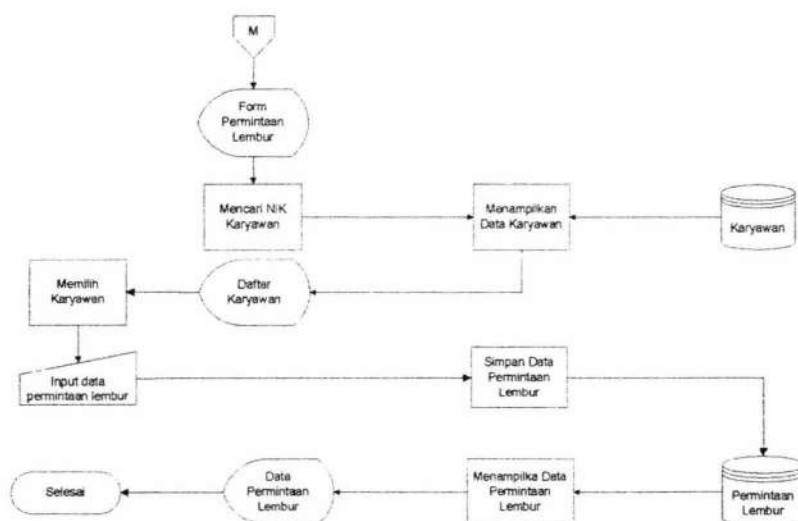 M
Form
Permintaan
Lembur
Mencari NIK
Karyawan
Menampilkan
Data Karyawan
Karyawan
Memilih
Karyawan
Daftar
Karyawan
Input data
permintaan lembur
Simpan Data
Permintaan
Lembur
Selesai
Data
Permintaan
Lembur
Menampilka Data
Permintaan
Lembur
Permintaan
Lembur